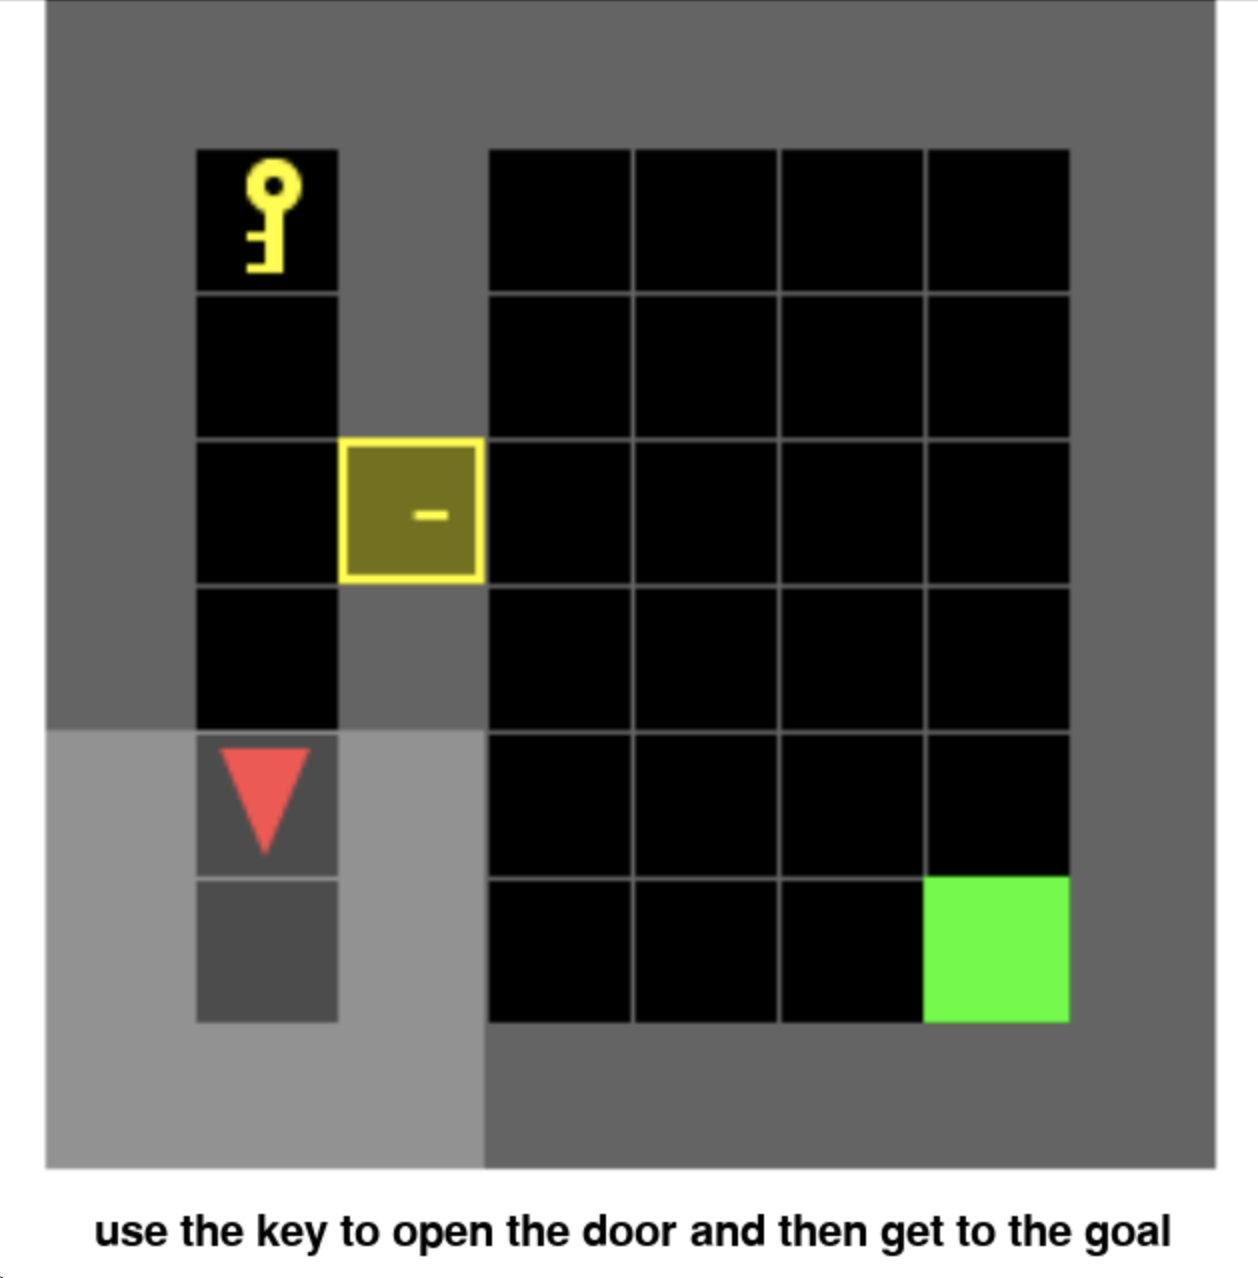 use the key to open the door and then get to the goal